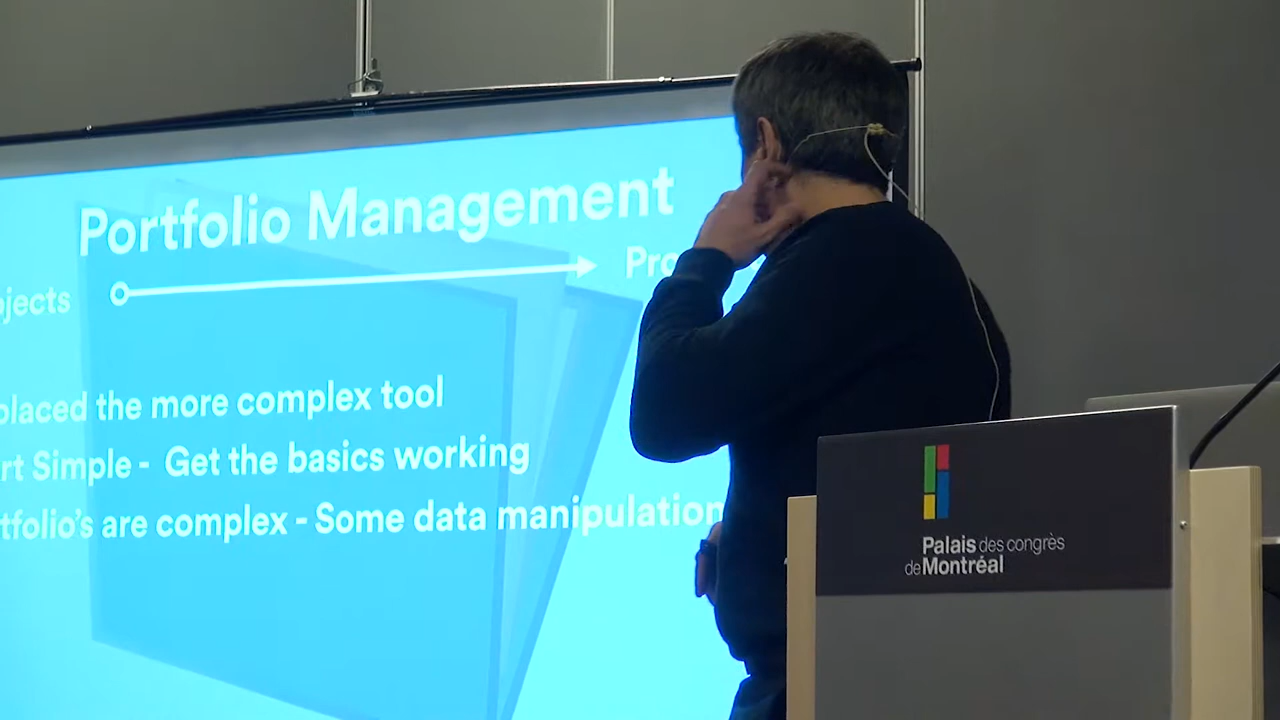 Portfolio Management
ojects
Pro
placed the more complex tool
rt Simple - Get the basics working
tfolio's are complex - Some data manipulation
Palais des congrès
de Montréal